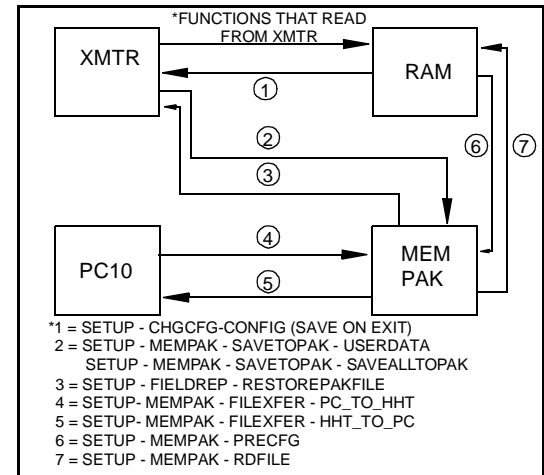 *FUNCTIONS THAT READ
FROM XMTR
XMTR
RAM
1
2
6
7
3
4
PC10
MEM
PAK
5
*1 = SETUP - CHGCFG-CONFIG (SAVE ON EXIT)
2 = SETUP - MEMPAK - SAVETOPAK - USERDATA
SETUP - MEMPAK - SAVETOPAK - SAVEALLTOPAK
3 = SETUP - FIELDREP - RESTOREPAKFILE
4 = SETUP- MEMPAK - FILEXFER - PC_TO_HHT
5 = SETUP- MEMPAK - FILEXFER - HHT_TO_PC
6 = SETUP - MEMPAK - PRECFG
7 = SETUP - MEMPAK - RDFILE